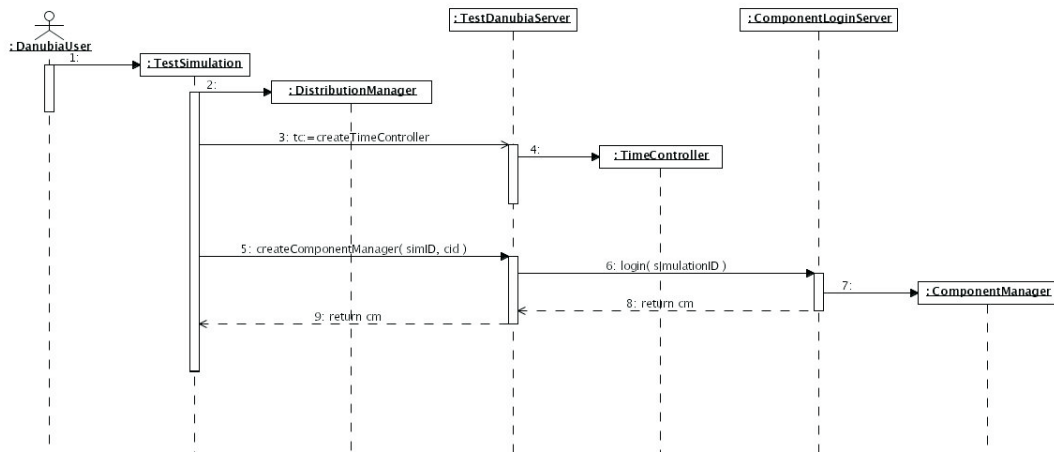 : TestDanubiaServer
: ComponentLoginServer
: DanubiaUser
1:
: TestSimulation
2:
: DistributionManager
3: tc:=createTimeController
4:
: TimeController
5: createComponentManager( simID, cid )
6: login( simulationID )
7:
: ComponentManager
8: return cm
9: return cm